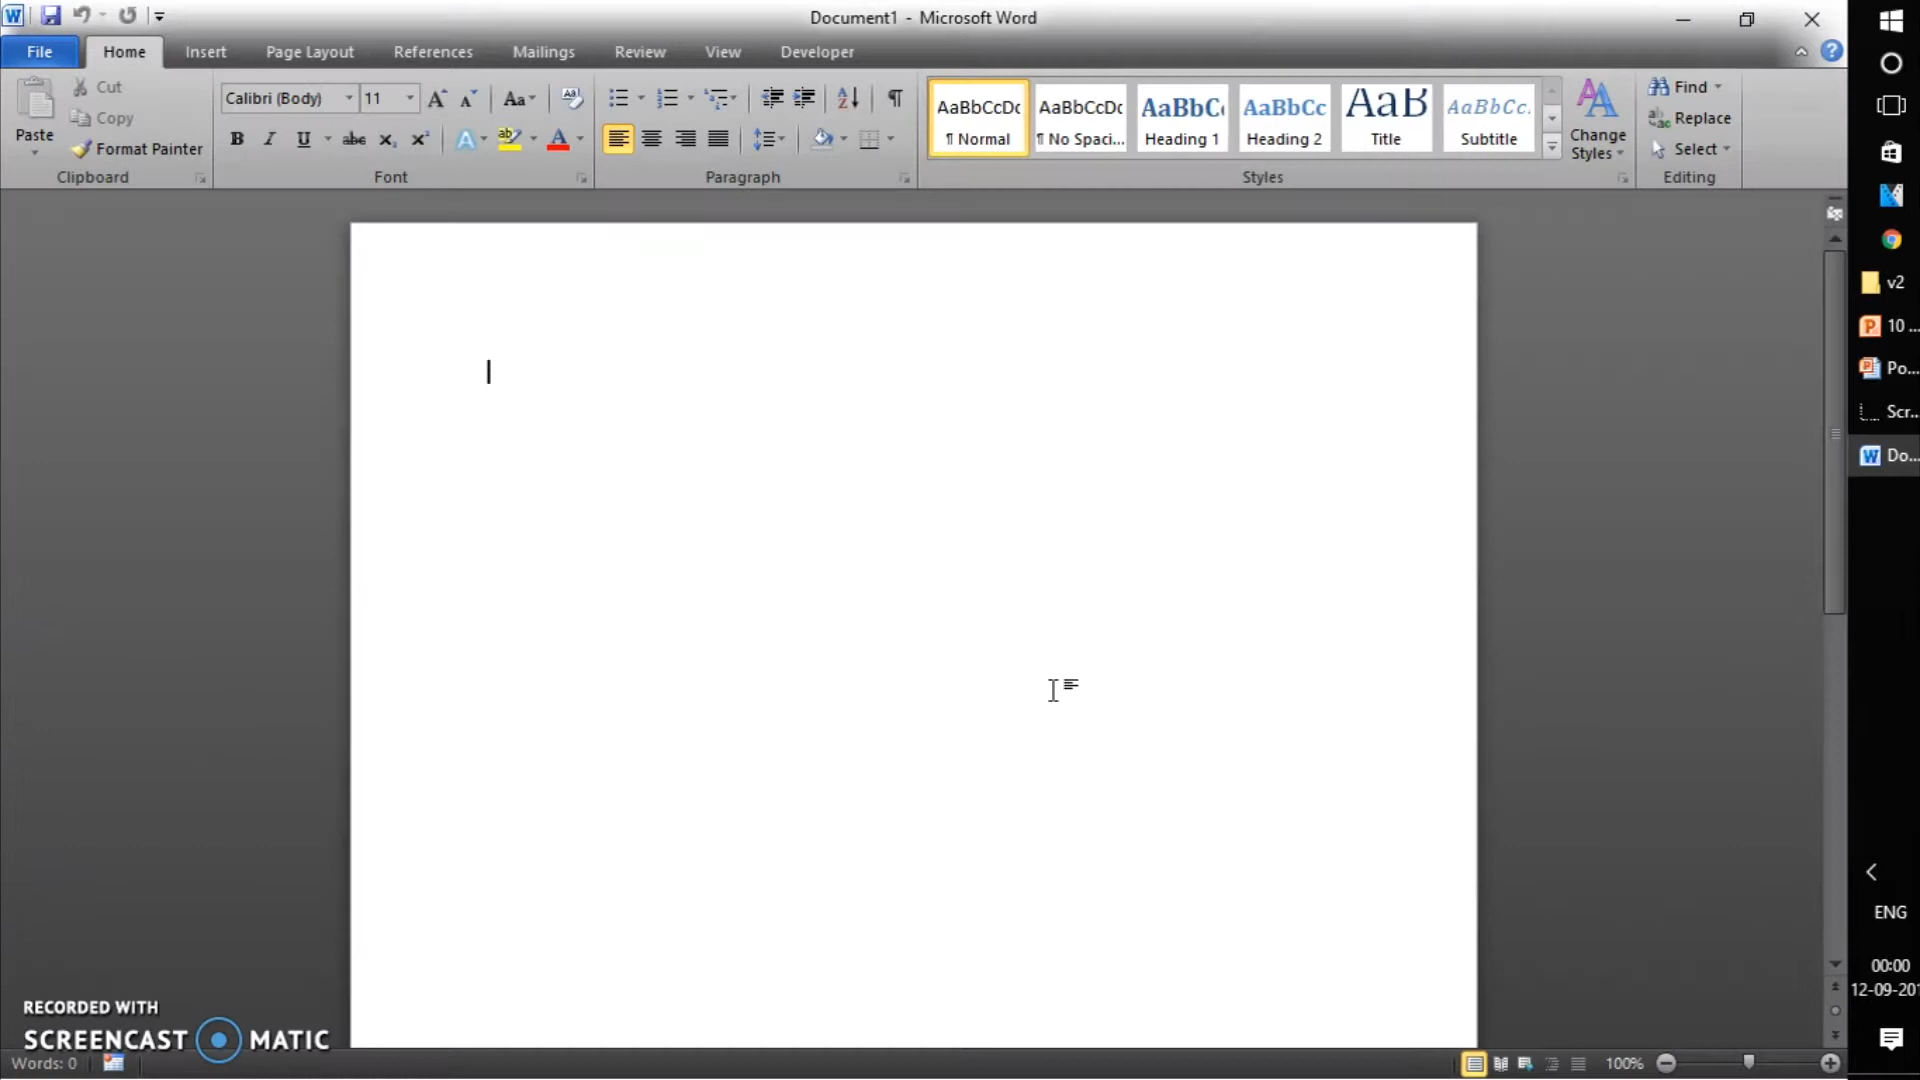 Document1 - Microsoft Word
File Home Insert Page Layout References Mailings Review View Developer
Paste
Cut
Copy
Format Painter
Clipboard
Calibri (Body) 11
Font
Paragraph
AaBbCcDc AaBbCcDc AaBbC AaBbCc AaB AaBbCc.
¶ Normal ¶ No Spaci... Heading 1 Heading 2 Title Subtitle
Change
Styles
Styles
Find
Replace
Select
Editing
v2
10 ...
Po...
Scr...
Do...
ENG
00:00
12-09-201
RECORDED WITH
SCREENCAST MATIC
Words: 0
100%